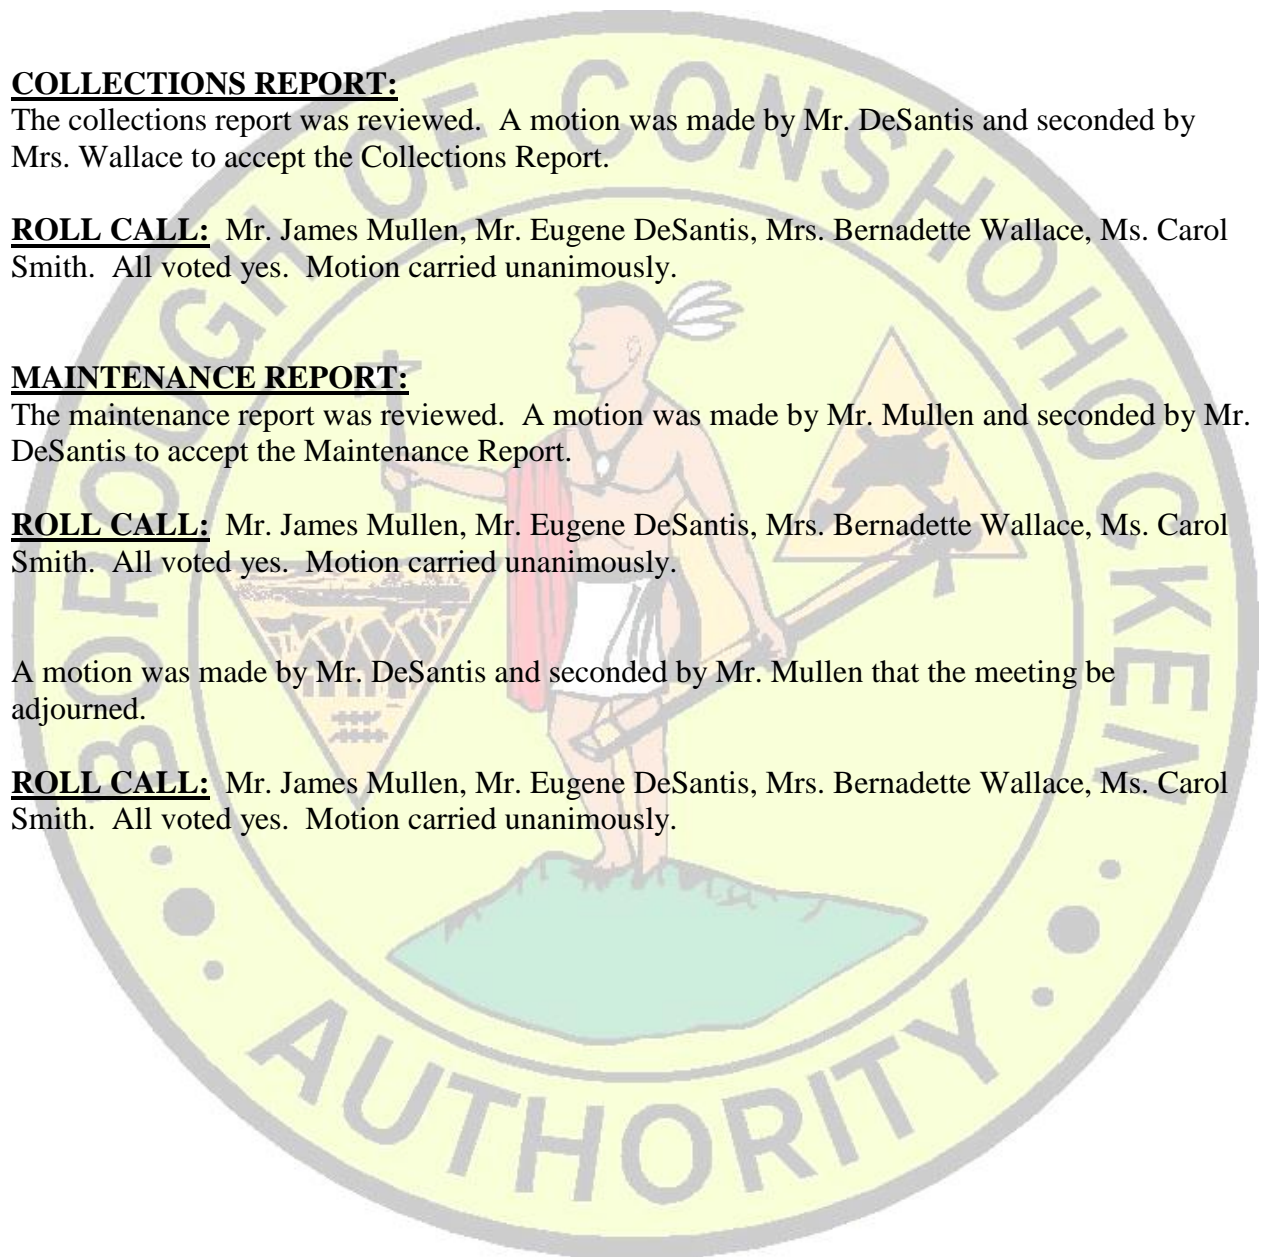 COLLECTIONS REPORT:
The collections report was reviewed.  A motion was made by Mr. DeSantis and seconded by
Mrs. Wallace to accept the Collections Report.
ROLL CALL:  Mr. James Mullen, Mr. Eugene DeSantis, Mrs. Bernadette Wallace, Ms. Carol
Smith.  All voted yes.  Motion carried unanimously.
MAINTENANCE REPORT:
The maintenance report was reviewed.  A motion was made by Mr. Mullen and seconded by Mr.
DeSantis to accept the Maintenance Report.
ROLL CALL:  Mr. James Mullen, Mr. Eugene DeSantis, Mrs. Bernadette Wallace, Ms. Carol
Smith.  All voted yes.  Motion carried unanimously.
A motion was made by Mr. DeSantis and seconded by Mr. Mullen that the meeting be
adjourned.
ROLL CALL:  Mr. James Mullen, Mr. Eugene DeSantis, Mrs. Bernadette Wallace, Ms. Carol
Smith.  All voted yes.  Motion carried unanimously.
BOROUGH OF CONSHOHOCKEN
AUTHORITY